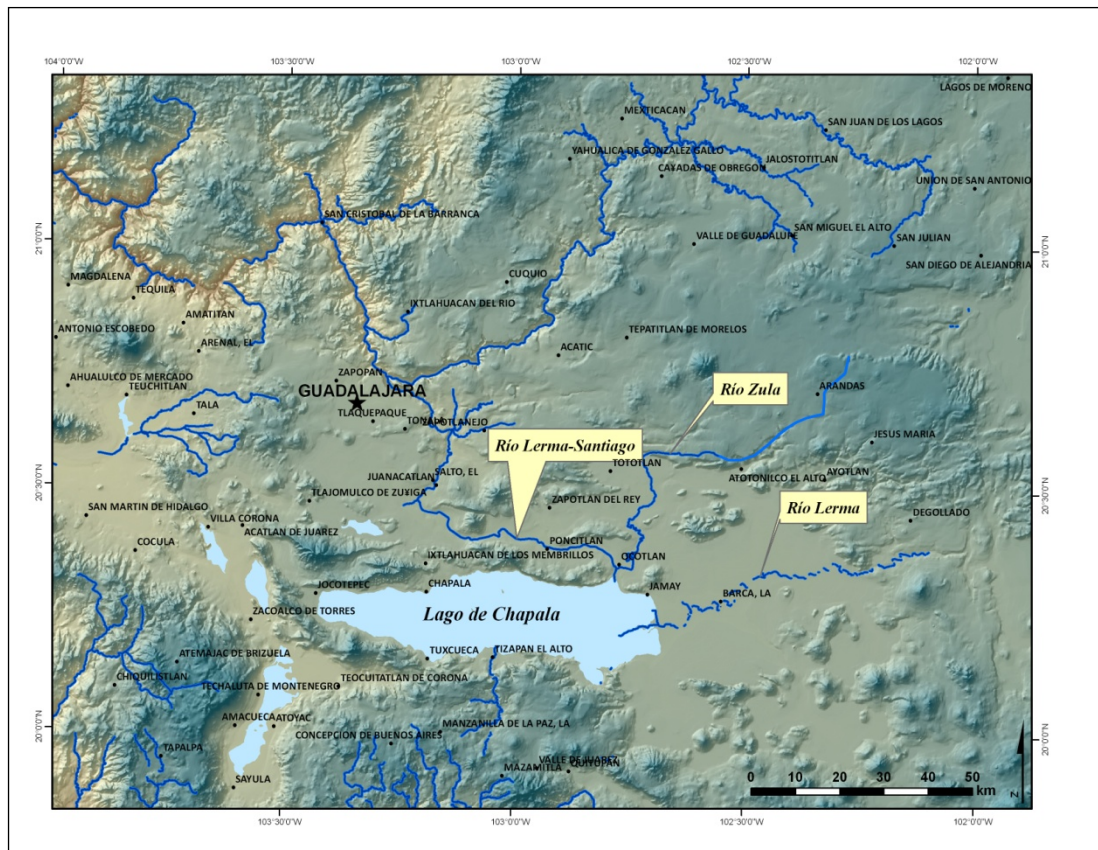 104°0'0"W 103°30'0"W 103°0'0"W 102°30'0"W 102°0'0"W
LAGOS DE MORENO
MEXTICACAN
SAN JUAN DE LOS LAGOS
YAHUALICA DE GONZALEZ GALLO
JALOSTOTITLAN
CAYADAS DE OBREGON
UNION DE SAN ANTONIO
SAN CRISTOBAL DE LA BARRANCA
SAN MIGUEL EL ALTO
VALLE DE GUADALUPE
SAN JULIAN
21°0'0"N
21°0'0"N
SAN DIEGO DE ALEJANDRIA
MAGDALENA
CUQUIO
TEQUILA
IXTLAHUACAN DEL RIO
AMATITAN
ANTONIO ESCOBEDO
TEPATITLAN DE MORELOS
ARENAL, EL
ACATIC
AHUALULCO DE MERCADO
ZAPOPAN
TEUCHITLAN
GUADALAJARA
Río Zula
ARANDAS
TALA
TLAQUEPAQUE
TONALA
ZAPOTLANEJO
JESUS MARIA
Río Lerma-Santiago
TOTOTLAN
JUANACATLAN
SALTO, EL
ATOTONILCO EL ALTO
AYOTLAN
20°30'0"N
20°30'0"N
TLAJOMULCO DE ZUYIGA
ZAPOTLAN DEL REY
Río Lerma
DEGOLLADO
SAN MARTIN DE HIDALGO
VILLA CORONA
ACATLAN DE JUAREZ
COCULA
PONCITLAN
IXTLAHUACAN DE LOS MEMBRILLOS
OCOTLAN
JOCOTEPEC
CHAPALA
JAMAY
BARCA, LA
Lago de Chapala
ZACOALCO DE TORRES
ATEMAJAC DE BRIZUELA
TUXCUECA
TIZAPAN EL ALTO
CHIQUILISTLAN
TECHALUTA DE MONTENEGRO
TEOCUITATLAN DE CORONA
AMACUECA
ATOYAC
MANZANILLA DE LA PAZ, LA
CONCEPCION DE BUENOS AIRES
20°0'0"N
20°0'0"N
TAPALPA
VALLE DE JUAREZ
QUITUPAN
MAZAMITLA
SAYULA
0 10 20 30 40 50
km
N
103°30'0"W 103°0'0"W 102°30'0"W 102°0'0"W